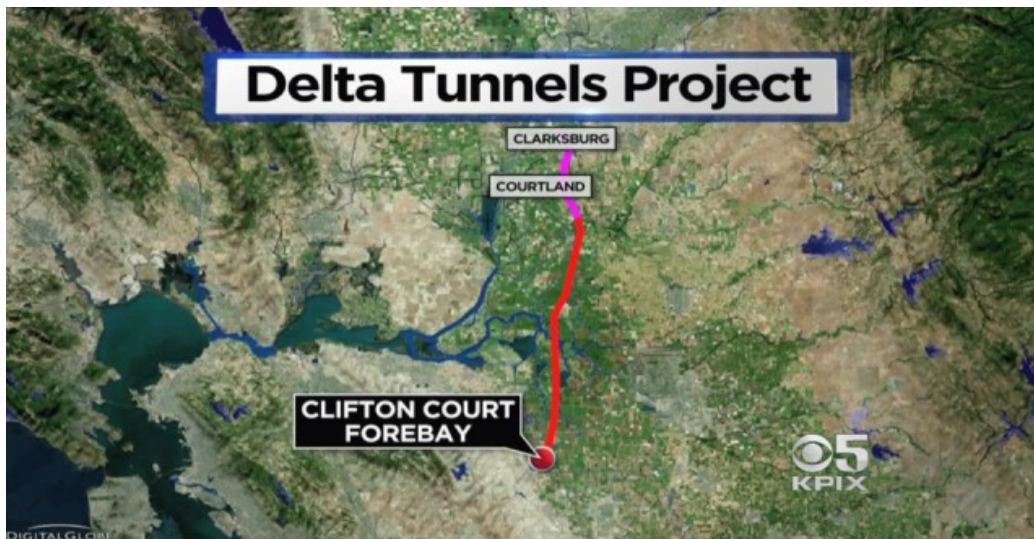 Delta Tunnels Project
CLARKSBURG
COURTLAND
CLIFTON COURT
FOREBAY
5
KPIX
DIGITALGLOBE